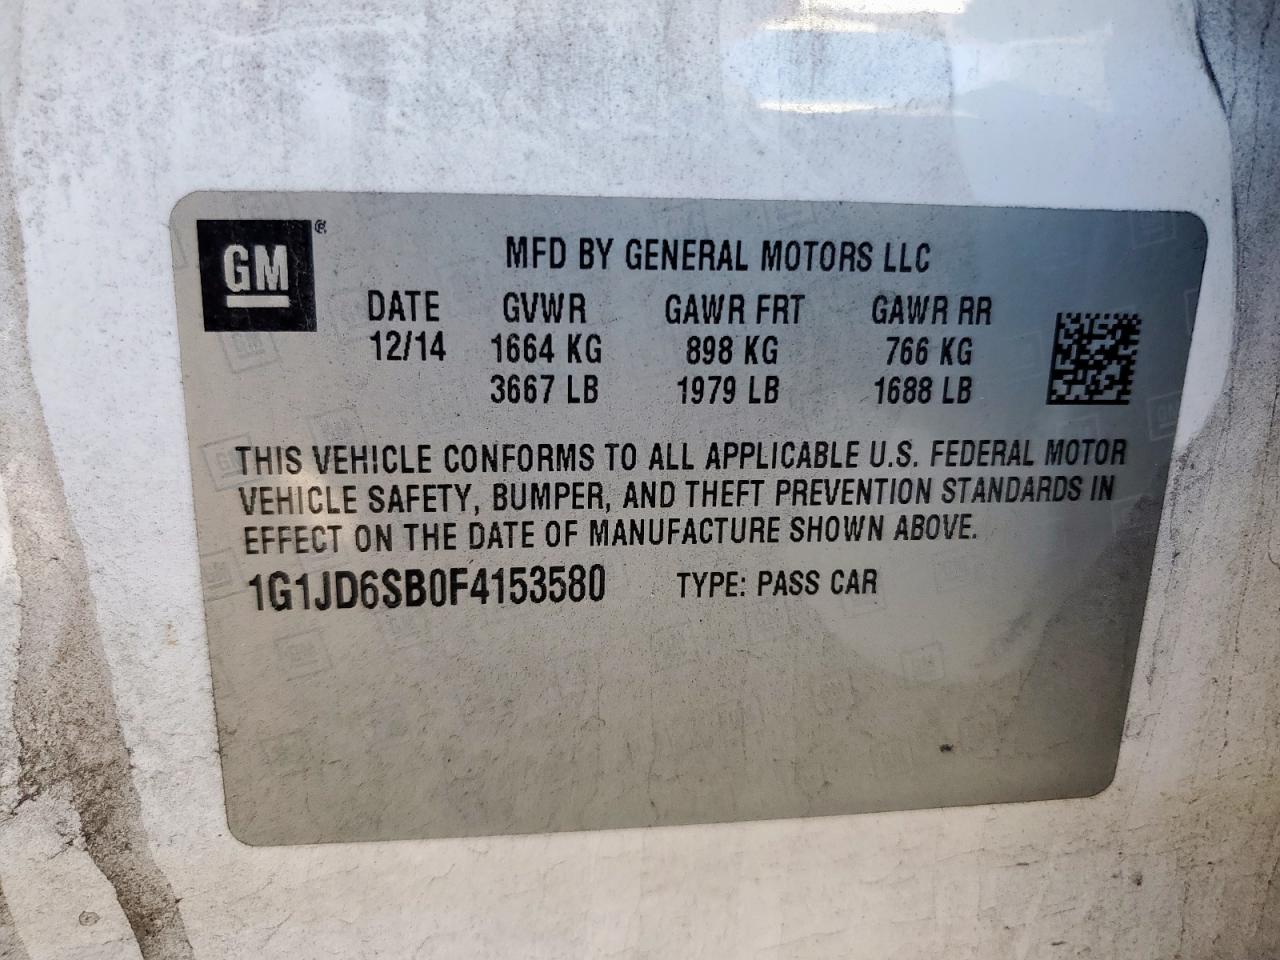 GM®
MFD BY GENERAL MOTORS LLC
DATE GVWR GAWR FRT GAWR RR
12/14 1664 KG 898 KG 766 KG
3667 LB 1979 LB 1688 LB
THIS VEHICLE CONFORMS TO ALL APPLICABLE U.S. FEDERAL MOTOR
VEHICLE SAFETY, BUMPER, AND THEFT PREVENTION STANDARDS IN
EFFECT ON THE DATE OF MANUFACTURE SHOWN ABOVE.
1G1JD6SB0F4153580 TYPE: PASS CAR